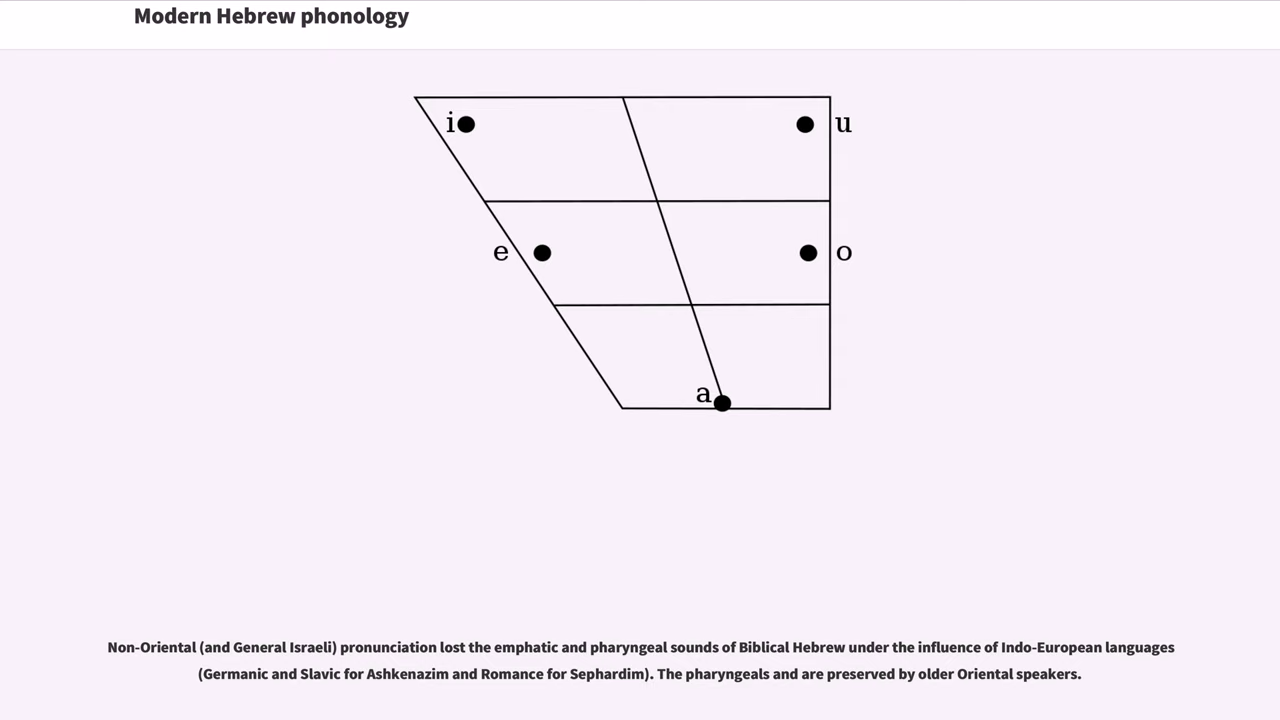 Modern Hebrew phonology
i u
e o
a
Non-Oriental (and General Israeli) pronunciation lost the emphatic and pharyngeal sounds of Biblical Hebrew under the influence of Indo-European languages
(Germanic and Slavic for Ashkenazim and Romance for Sephardim). The pharyngeals and are preserved by older Oriental speakers.